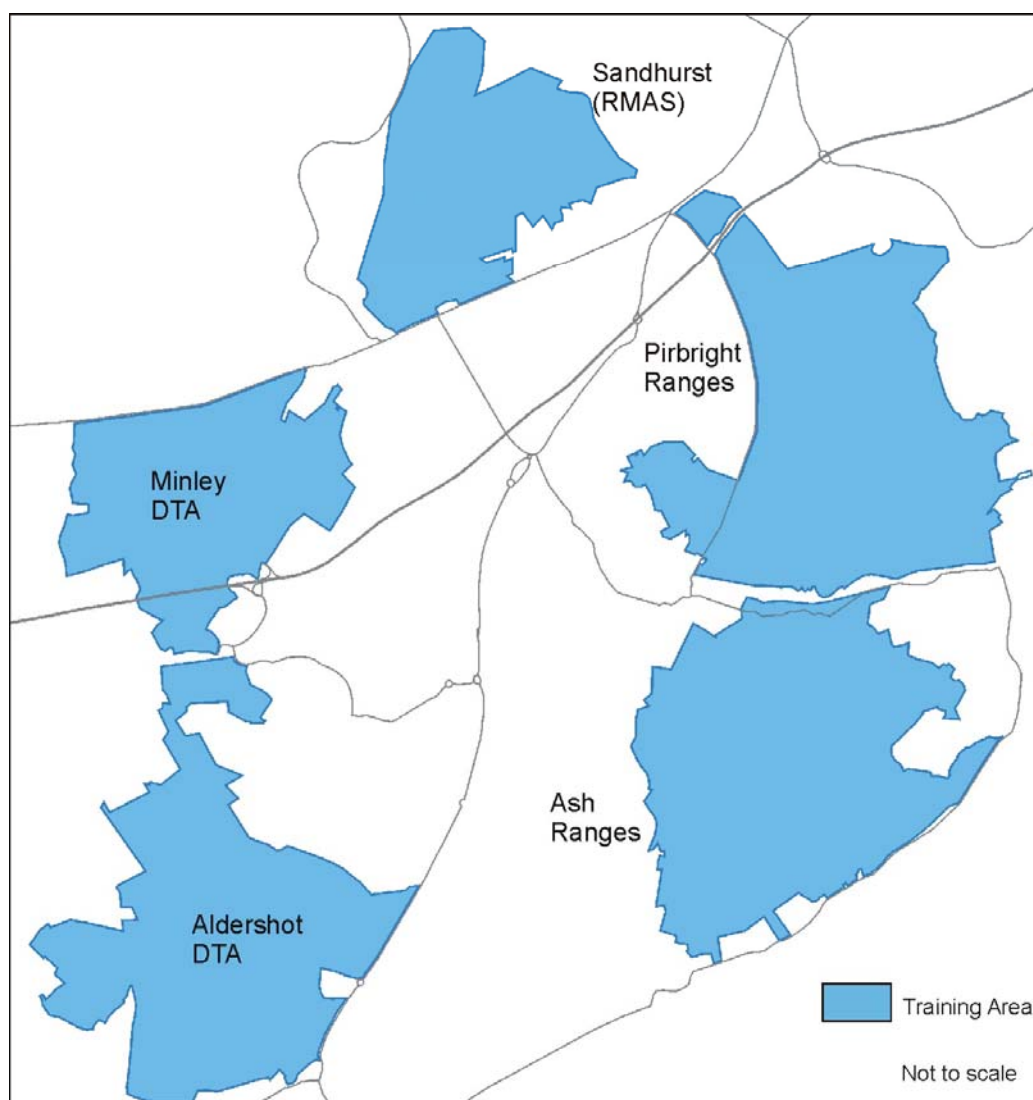 Sandhurst
(RMAS)
Pirbright
Ranges
Minley
DTA
Ash
Ranges
Aldershot
DTA
Training Area
Not to scale